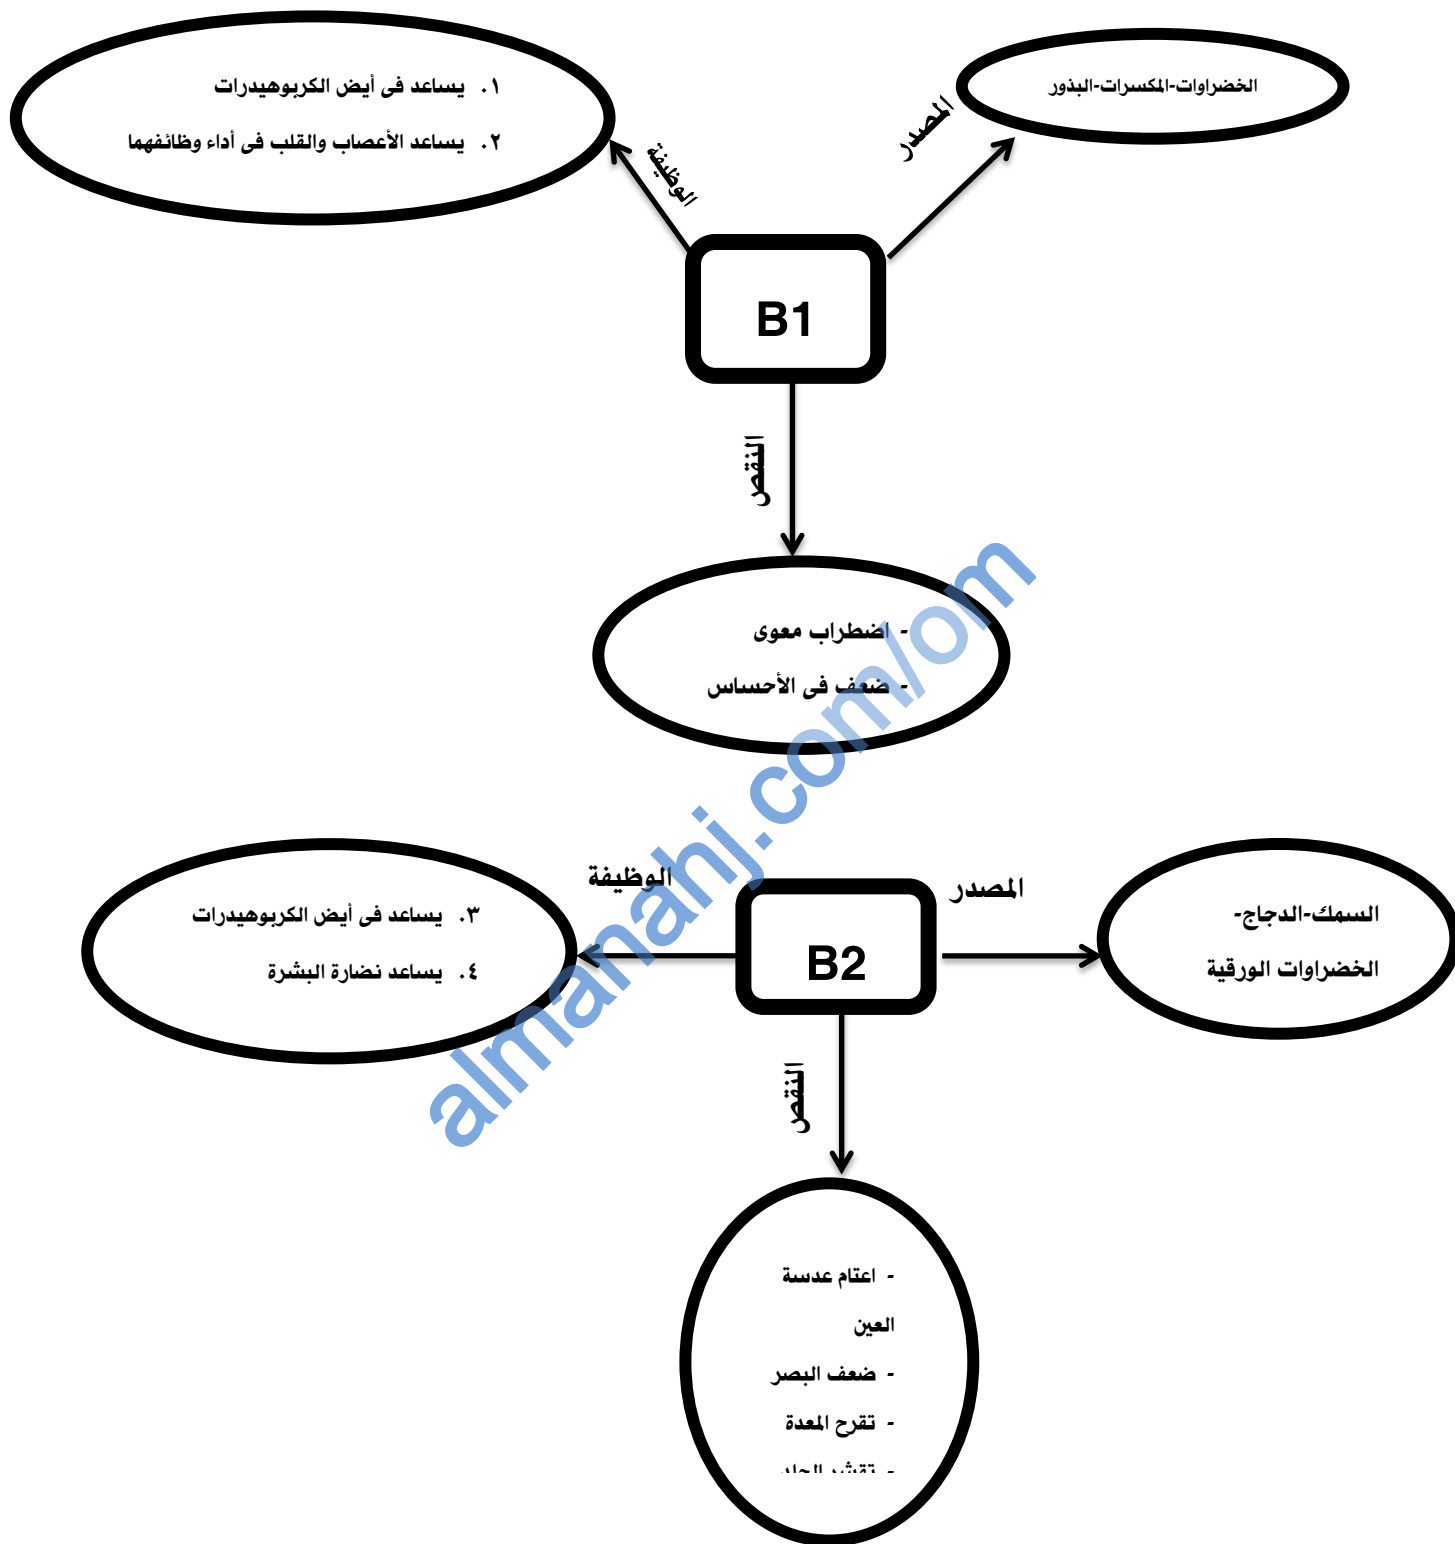 ١. يساعد فى أيض الكربوهيدرات
٢. يساعد الأعصاب والقلب فى أداء وظائفهما
الخضراوات-المكسرات-البذور
الوظيفة
المصدر
B1
النقص
- اضطراب معوى
- ضعف فى الأحساس
٣. يساعد فى أيض الكربوهيدرات
٤. يساعد نضارة البشرة
الوظيفة
المصدر
B2
السمك-الدجاج-
الخضراوات الورقية
النقص
- اعتام عدسة
العين
- ضعف البصر
- تقرح المعدة
- تقشر الجلد
almanahj.com/om